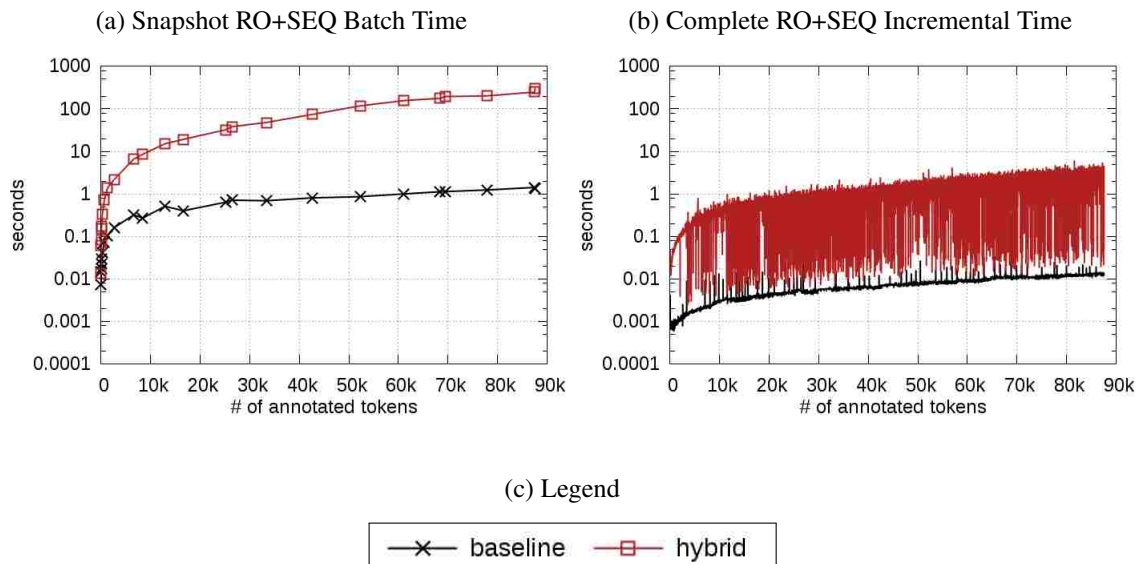 (a) Snapshot RO+SEQ Batch Time
1000
100
10
1
0.1
0.01
0.001
0.0001
seconds
0 10k 20k 30k 40k 50k 60k 70k 80k 90k
# of annotated tokens
(b) Complete RO+SEQ Incremental Time
1000
100
10
1
0.1
0.01
0.001
0.0001
seconds
0 10k 20k 30k 40k 50k 60k 70k 80k 90k
# of annotated tokens
(c) Legend
baseline hybrid